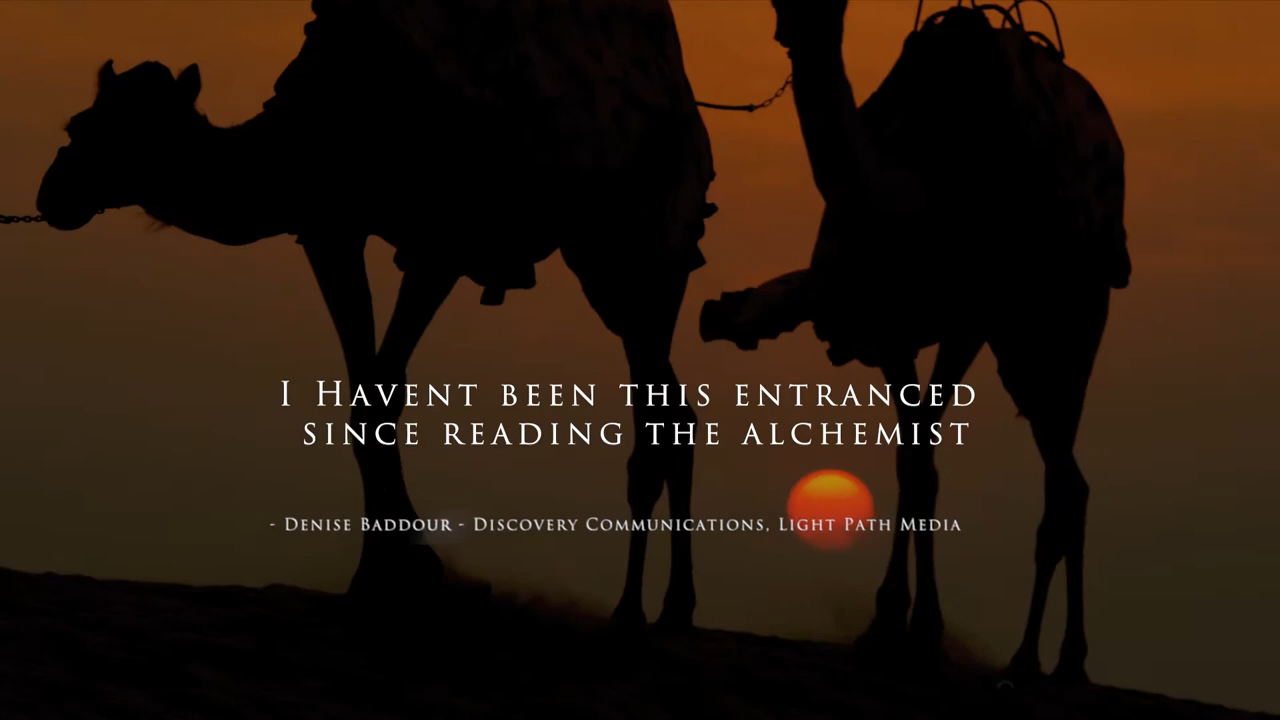 I Havent been this entranced
since reading the alchemist
- Denise Baddour - Discovery Communications, Light Path Media